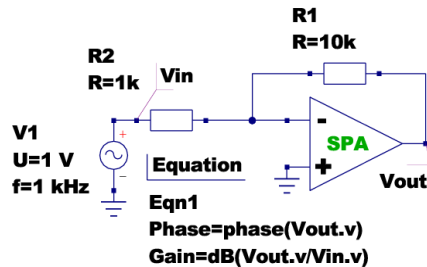 R1
R=10k
R2
R=1k
Vin
V1
U=1 V
f=1 kHz
+
−
-
+
SPA
Vout
Equation
Eqn1
Phase=phase(Vout.v)
Gain=dB(Vout.v/Vin.v)